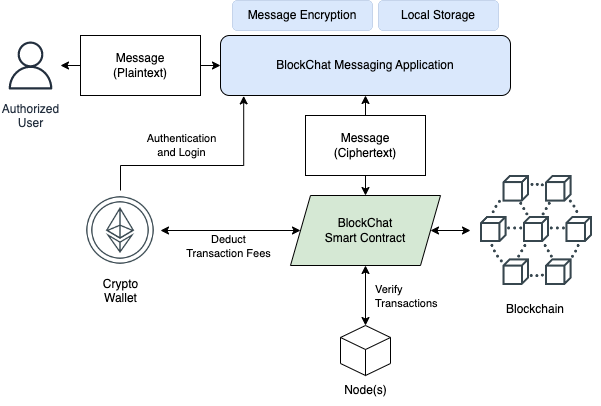 Message Encryption
Local Storage
Message
(Plaintext)
BlockChat Messaging Application
Authorized
User
Authentication
and Login
Message
(Ciphertext)
BlockChat
Smart Contract
Deduct
Transaction Fees
Crypto
Wallet
Verify
Transactions
Blockchain
Node(s)